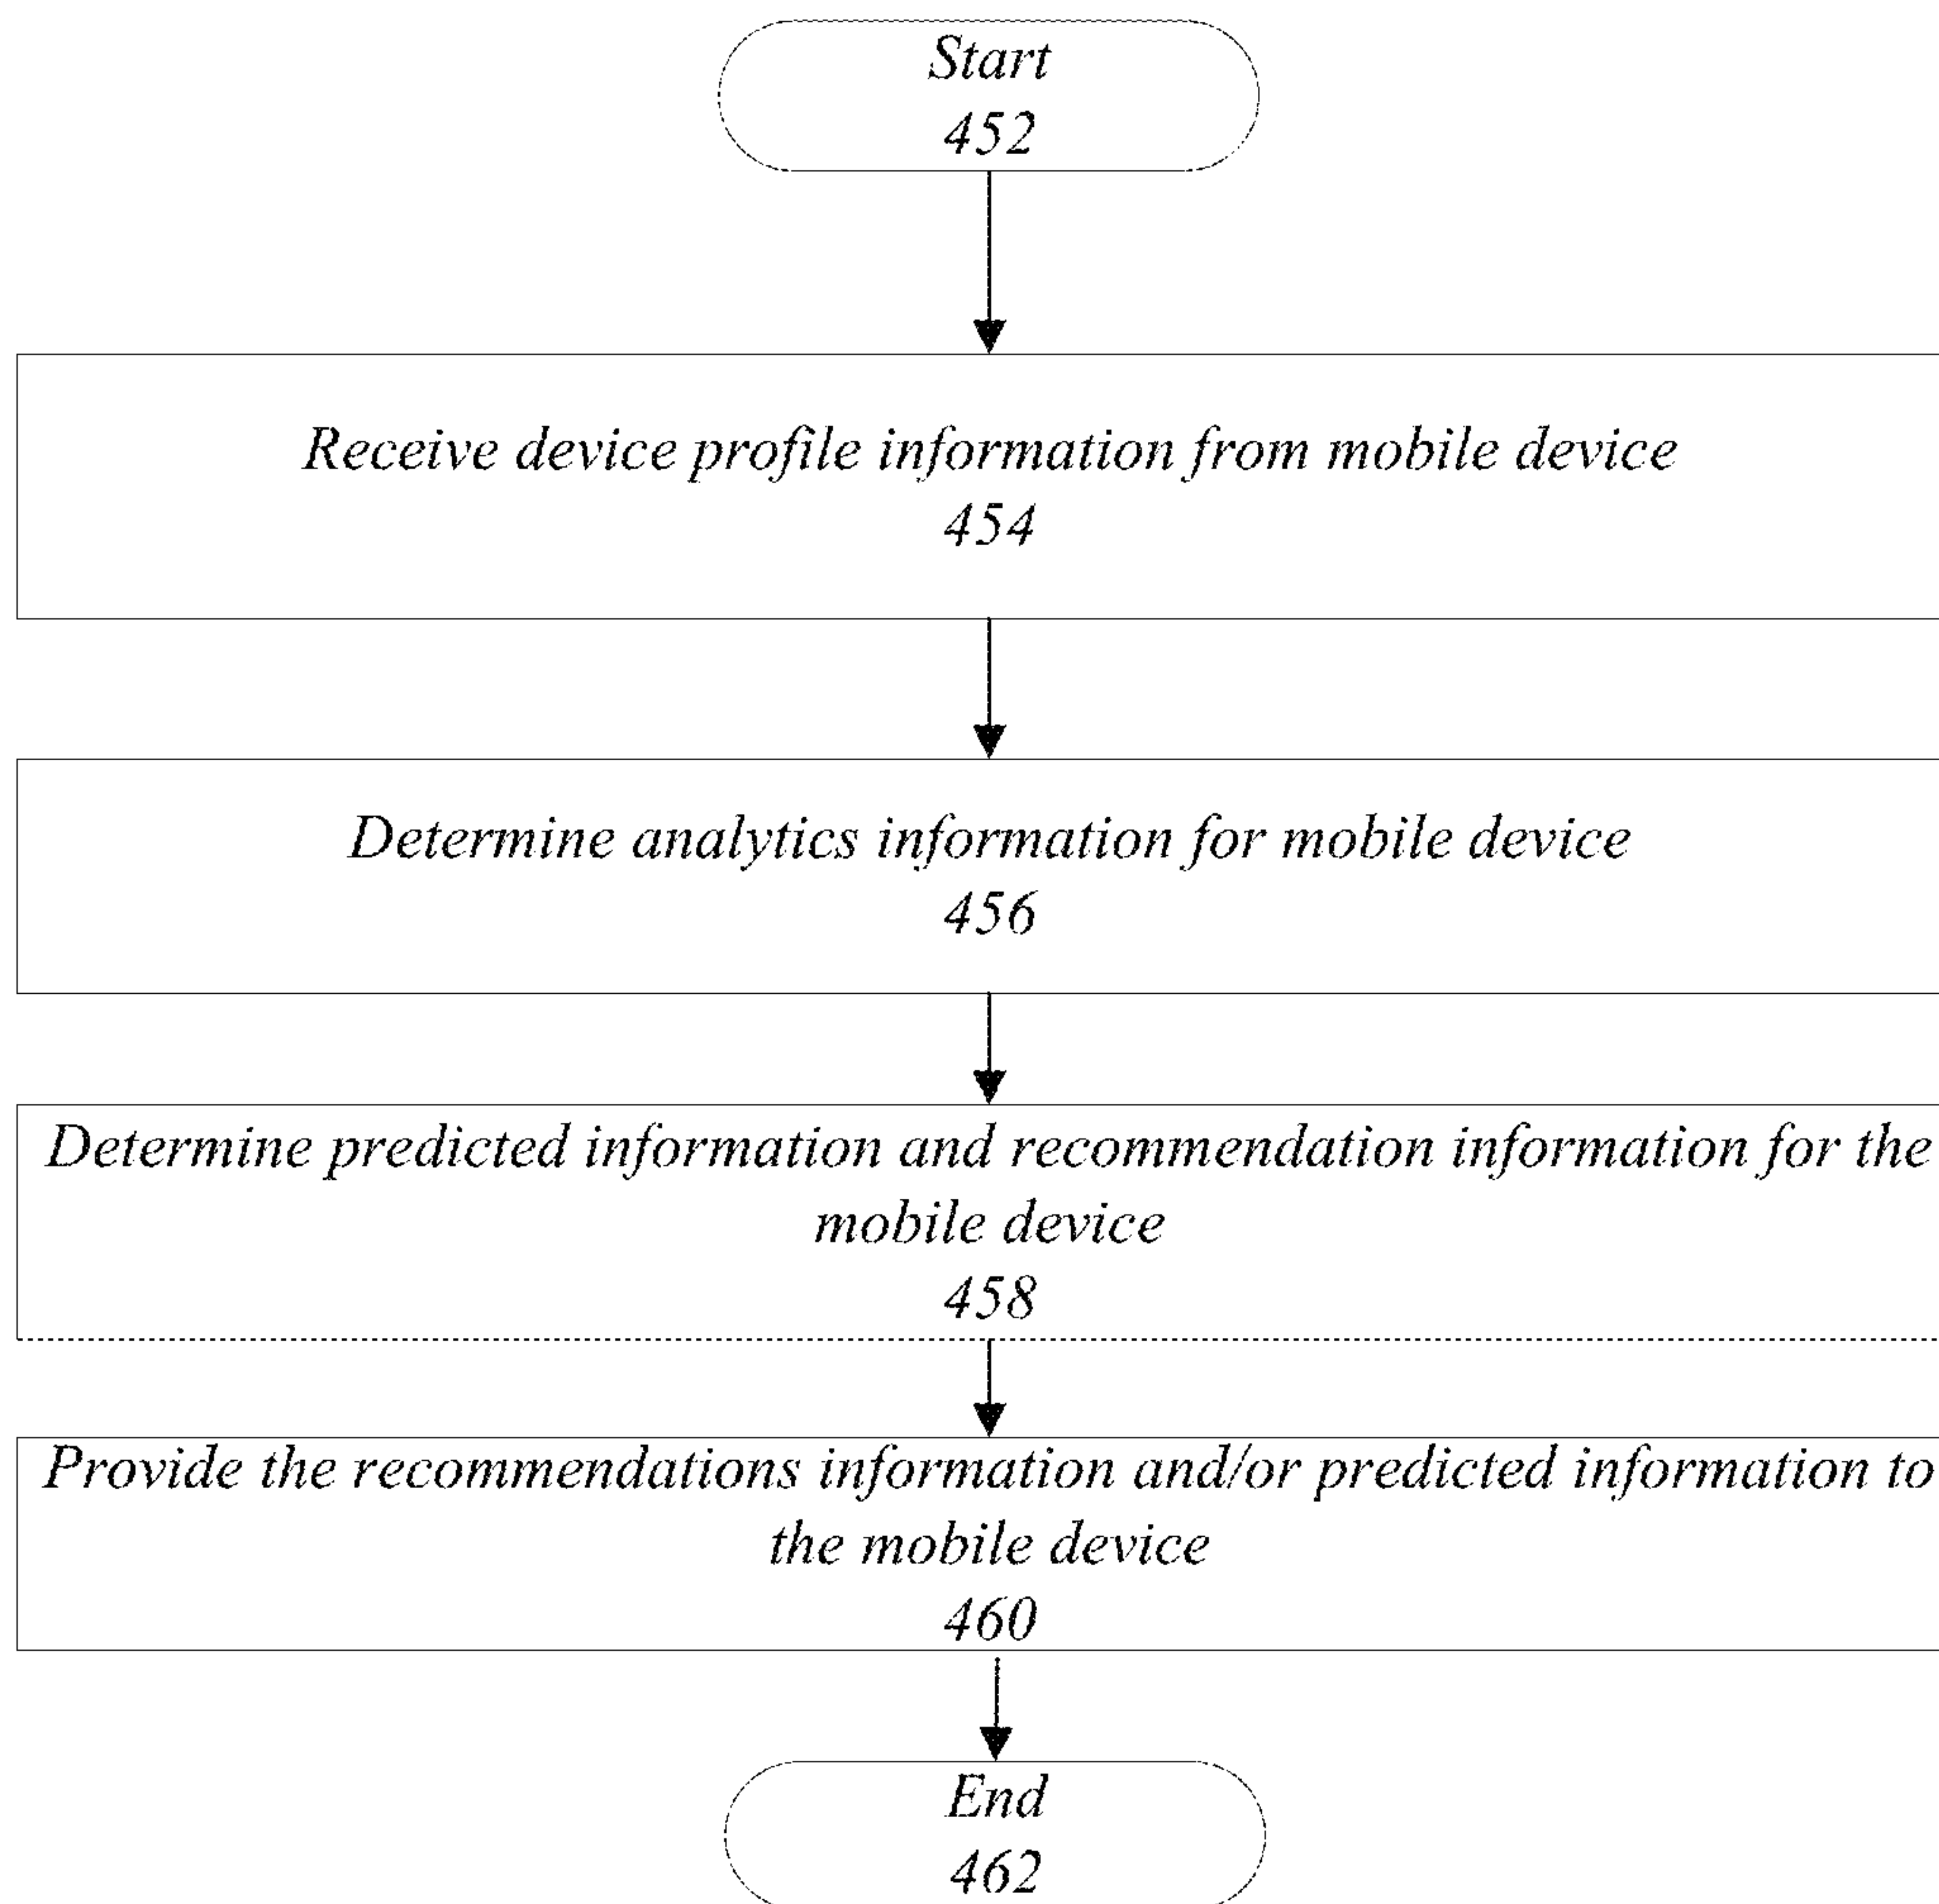 Start
452
Receive device profile information from mobile device
454
Determine analytics information for mobile device
456
Determine predicted information and recommendation information for the
mobile device
458
Provide the recommendations information and/or predicted information to
the mobile device
460
End
462